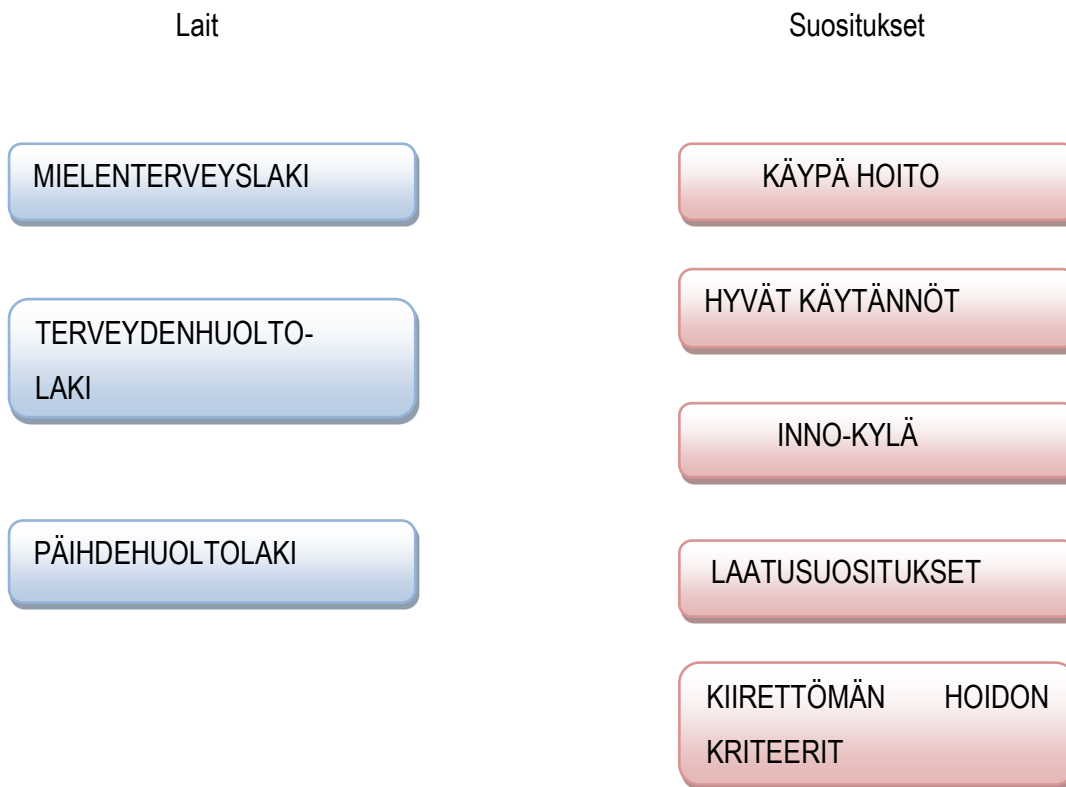 Lait
Suositukset
MIELENTERVEYSLAKI
TERVEYDENHUOLTO-
LAKI
PÄIHDEHUOLTOLAKI
KÄYPÄ HOITO
HYVÄT KÄYTÄNNÖT
INNO-KYLÄ
LAATUSUOSITUKSET
KIIRETTÖMÄN HOIDON
KRITEERIT